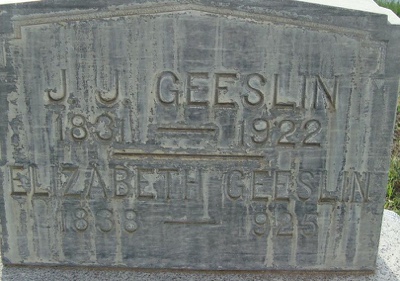 J J GEESLIN
1831 — 1922
ELIZABETH GEESLIN
1838 — 1925